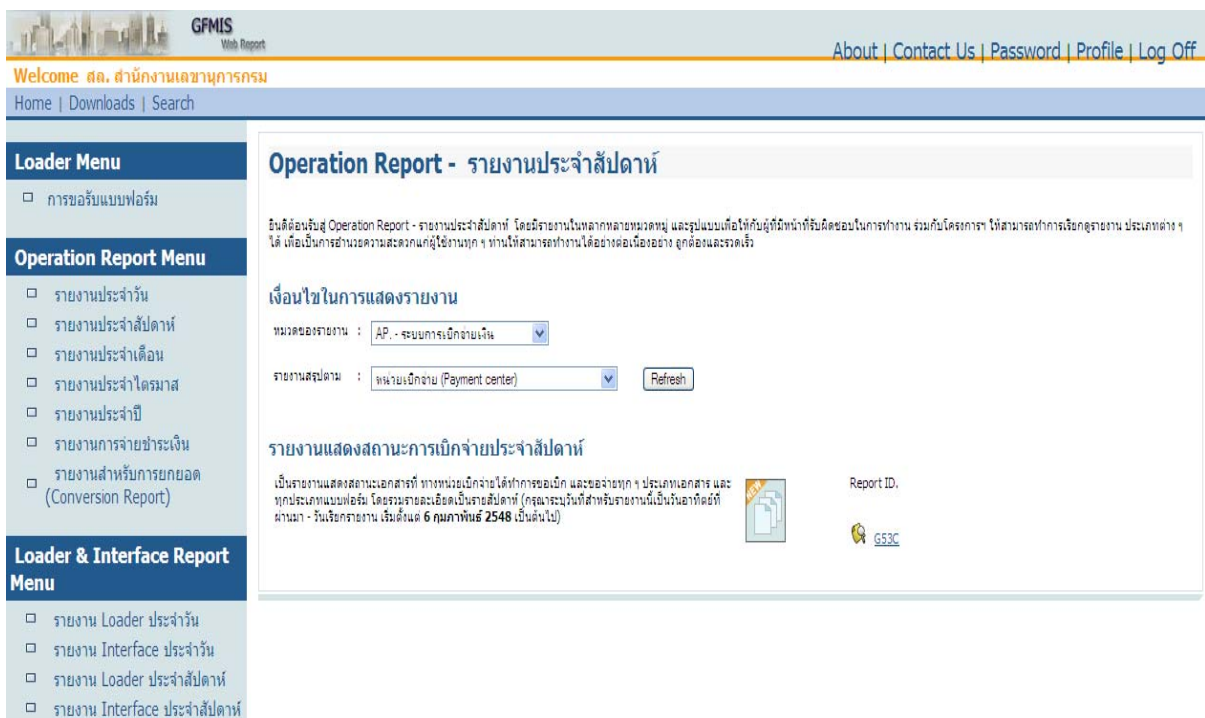 GFMIS
Web Report
About | Contact Us | Password | Profile | Log Off
Welcome สถ. สำนักงานเลขานุการกรม
Home | Downloads | Search
Loader Menu
การขอรับแบบฟอร์ม
Operation Report Menu
รายงานประจำวัน
รายงานประจำสัปดาห์
รายงานประจำเดือน
รายงานประจำไตรมาส
รายงานประจำปี
รายงานการจ่ายชำระเงิน
รายงานสำหรับการยกยอด
(Conversion Report)
Loader & Interface Report
Menu
รายงาน Loader ประจำวัน
รายงาน Interface ประจำวัน
รายงาน Loader ประจำสัปดาห์
รายงาน Interface ประจำสัปดาห์
Operation Report - รายงานประจำสัปดาห์
ยินดีต้อนรับสู่ Operation Report - รายงานประจำสัปดาห์ โดยมีรายงานในหลากหลายหมวดหมู่ และรูปแบบเพื่อให้กับผู้ที่มีหน้าที่รับผิดชอบในการทำงาน ร่วมกับโครงการฯ ให้สามารถทำการเรียกดูรายงาน ประเภทต่าง ๆ
ได้ เพื่อเป็นการอำนวยความสะดวกแก่ผู้ใช้งานทุก ๆ ท่านให้สามารถทำงานได้อย่างต่อเนื่องอย่าง ถูกต้องและรวดเร็ว
เงื่อนไขในการแสดงรายงาน
หมวดของรายงาน : AP. - ระบบการเบิกจ่ายเงิน
รายงานสรุปตาม : หน่วยเบิกจ่าย (Payment center) Refresh
รายงานแสดงสถานะการเบิกจ่ายประจำสัปดาห์
เป็นรายงานแสดงสถานะเอกสารที่ ทางหน่วยเบิกจ่ายได้ทำการขอเบิก และขอจ่ายทุก ๆ ประเภทเอกสาร และ
ทุกประเภทแบบฟอร์ม โดยรวมรายละเอียดเป็นรายสัปดาห์ (กรุณาระบุวันที่สำหรับรายงานนี้เป็นวันอาทิตย์ที่
ผ่านมา - วันเรียกรายงาน เริ่มตั้งแต่ 6 กุมภาพันธ์ 2548 เป็นต้นไป)
NEW
Report ID.
G53C